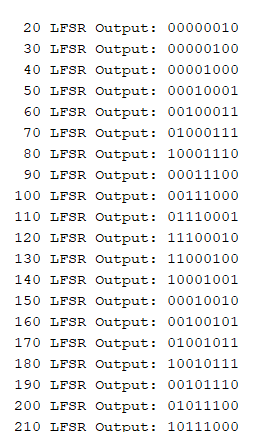 20 LFSR Output: 00000010
30 LFSR Output: 00000100
40 LFSR Output: 00001000
50 LFSR Output: 00010001
60 LFSR Output: 00100011
70 LFSR Output: 01000111
80 LFSR Output: 10001110
90 LFSR Output: 00011100
100 LFSR Output: 00111000
110 LFSR Output: 01110001
120 LFSR Output: 11100010
130 LFSR Output: 11000100
140 LFSR Output: 10001001
150 LFSR Output: 00010010
160 LFSR Output: 00100101
170 LFSR Output: 01001011
180 LFSR Output: 10010111
190 LFSR Output: 00101110
200 LFSR Output: 01011100
210 LFSR Output: 10111000